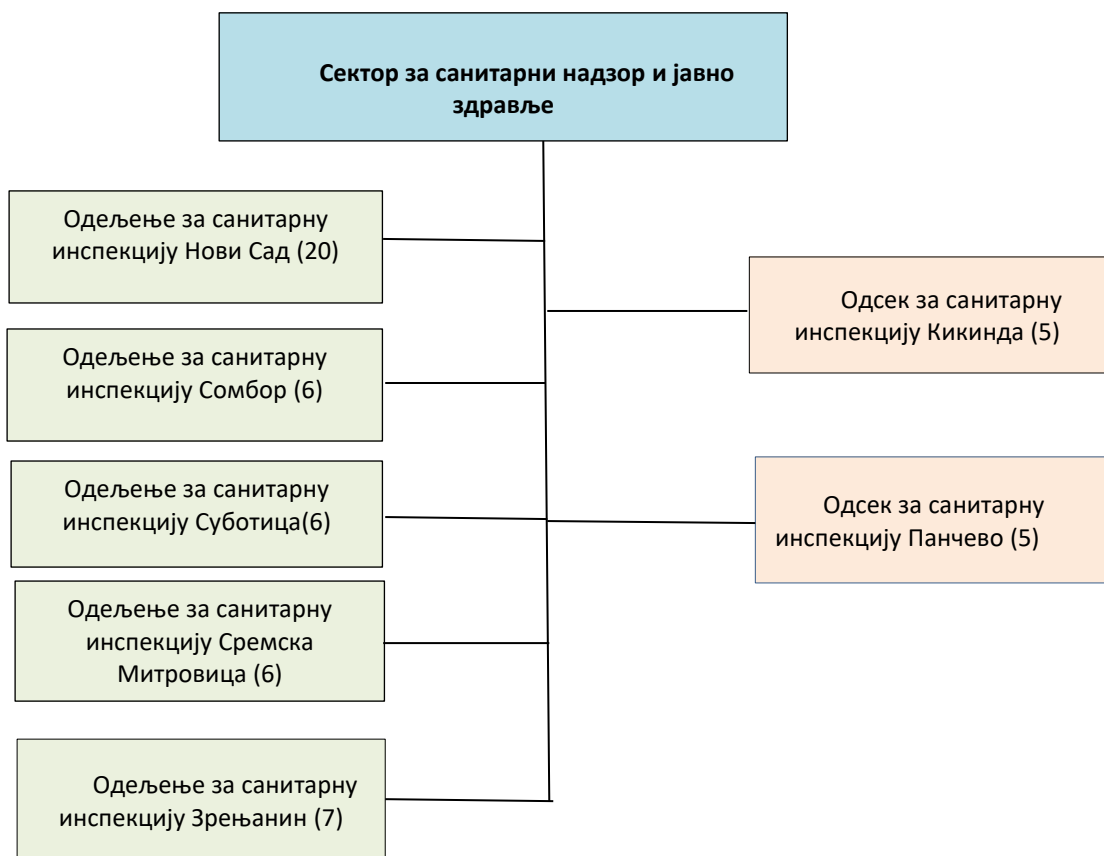 Сектор за санитарни надзор и јавно
здравље
Одељење за санитарну
инспекцију Нови Сад (20)
Одељење за санитарну
инспекцију Сомбор (6)
Одељење за санитарну
инспекцију Суботица(6)
Одељење за санитарну
инспекцију Сремска
Митровица (6)
Одељење за санитарну
инспекцију Зрењанин (7)
Одсек за санитарну
инспекцију Кикинда (5)
Одсек за санитарну
инспекцију Панчево (5)